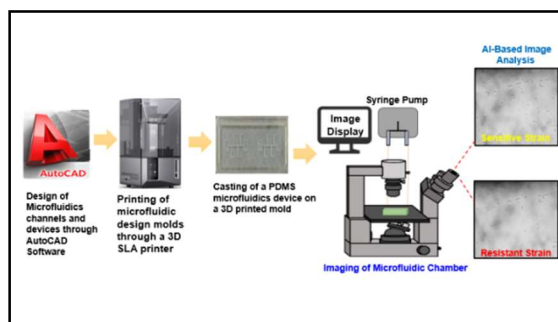 AutoCAD
Design of
Microfluidics
channels and
devices through
AutoCAD
Software
Printing of
microfluidic
design molds
through a 3D
SLA printer
Casting of a PDMS
microfluidics device on
a 3D printed mold
Image
Display
Syringe Pump
Imaging of Microfluidic Chamber
AI-Based Image
Analysis
Sensitive Strain
Resistant Strain